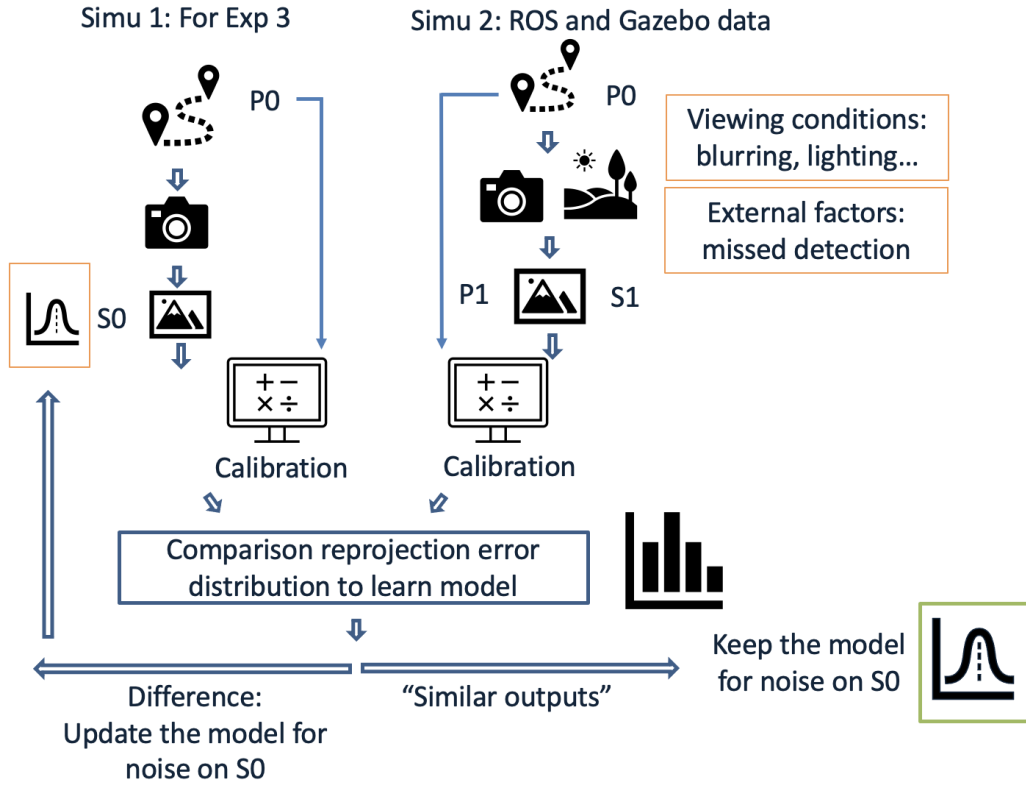 Simu 1: For Exp 3
Simu 2: ROS and Gazebo data
P0
P0
Viewing conditions:
blurring, lighting…
External factors:
missed detection
S0
P1
S1
+ −
× ÷
+ −
× ÷
Calibration
Calibration
Comparison reprojection error
distribution to learn model
Keep the model
for noise on S0
Difference:
Update the model for
noise on S0
“Similar outputs”